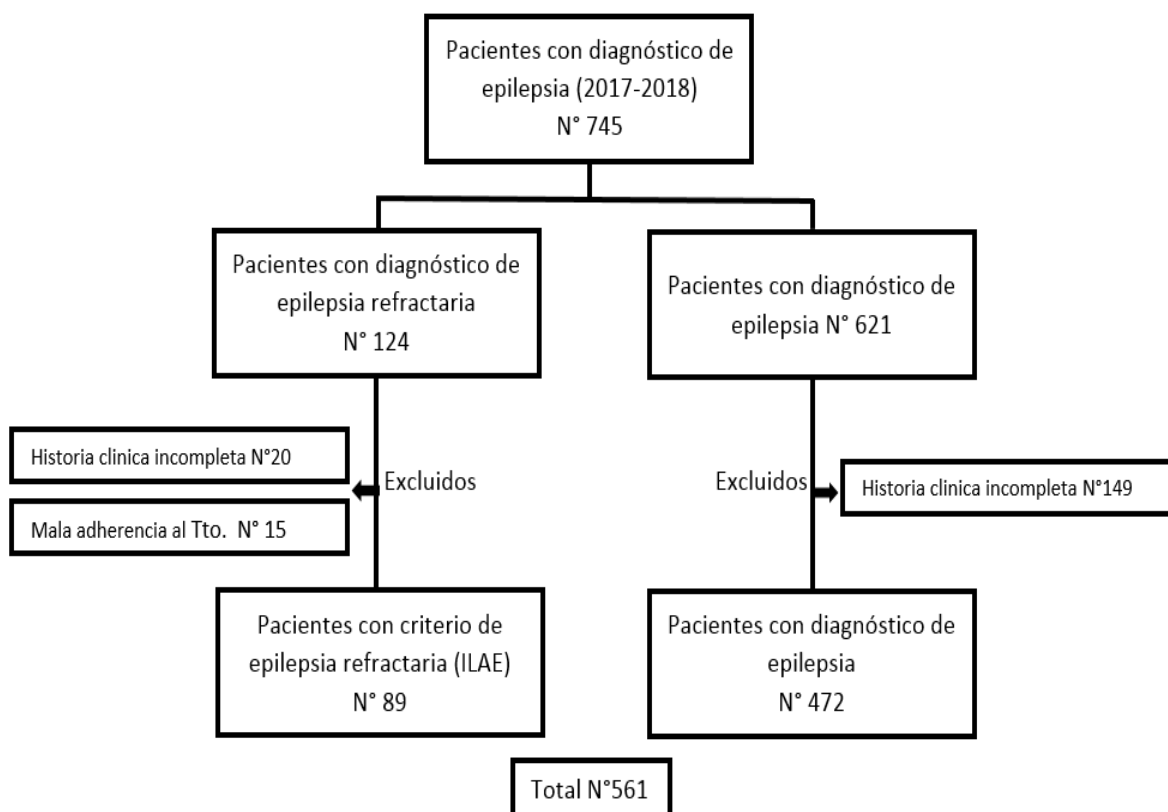 Pacientes con diagnóstico de
epilepsia (2017-2018)
N° 745
Pacientes con diagnóstico de
epilepsia refractaria
N° 124
Pacientes con diagnóstico de
epilepsia N° 621
Historia clinica incompleta N°20
Mala adherencia al Tto. N° 15
Excluidos
Excluidos
Historia clinica incompleta N°149
Pacientes con criterio de
epilepsia refractaria (ILAE)
N° 89
Pacientes con diagnóstico de
epilepsia
N° 472
Total N°561